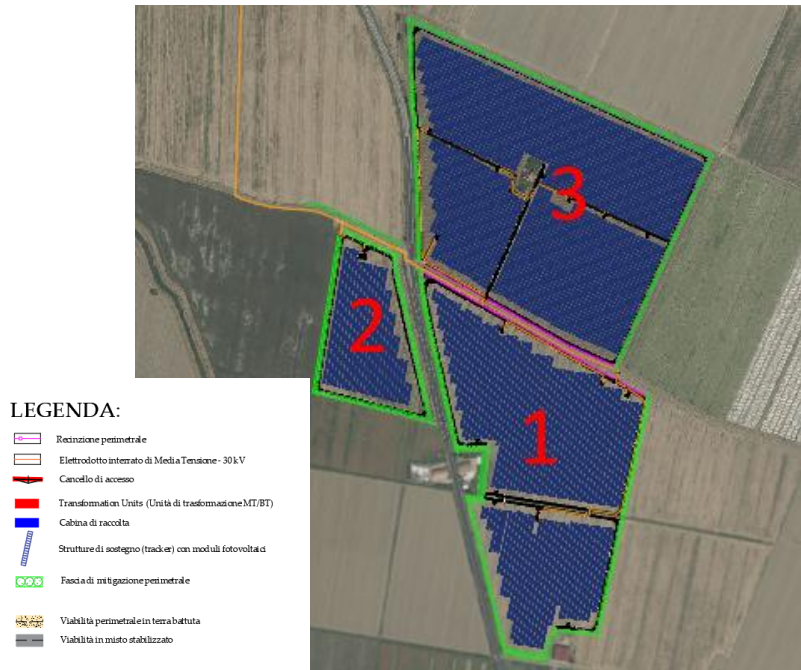 3
2
1
LEGENDA:
Recinzione perimetrale
Elettrodotto interrato di Media Tensione - 30 kV
Cancello di accesso
Transformation Units (Unità di trasformazione MT/BT)
Cabina di raccolta
Strutture di sostegno (tracker) con moduli fotovoltaici
Fascia di mitigazione perimetrale
Viabilità perimetrale in terra battuta
Viabilità in misto stabilizzato